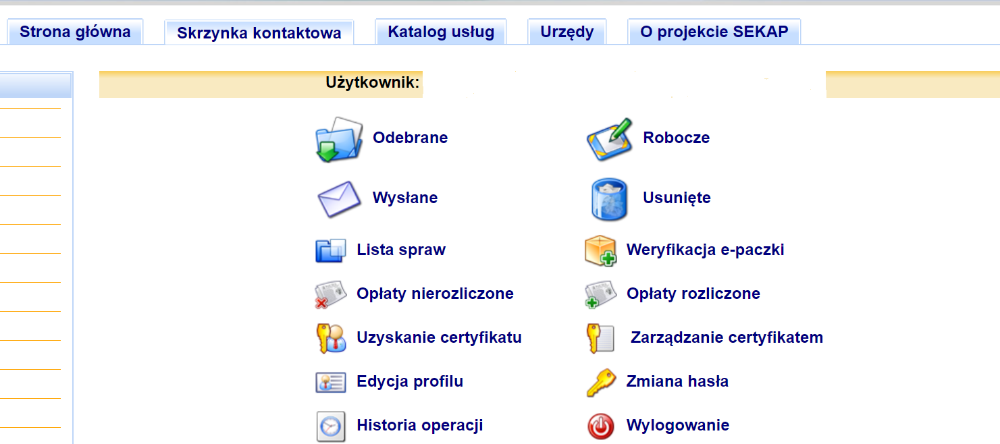 Strona główna Skrzynka kontaktowa Katalog usług Urzędy O projekcie SEKAP
Użytkownik:
Odebrane Robocze
Wysłane Usunięte
Lista spraw Weryfikacja e-paczki
Opłaty nierozliczone Opłaty rozliczone
Uzyskanie certyfikatu Zarządzanie certyfikatem
Edycja profilu Zmiana hasła
Historia operacji Wylogowanie